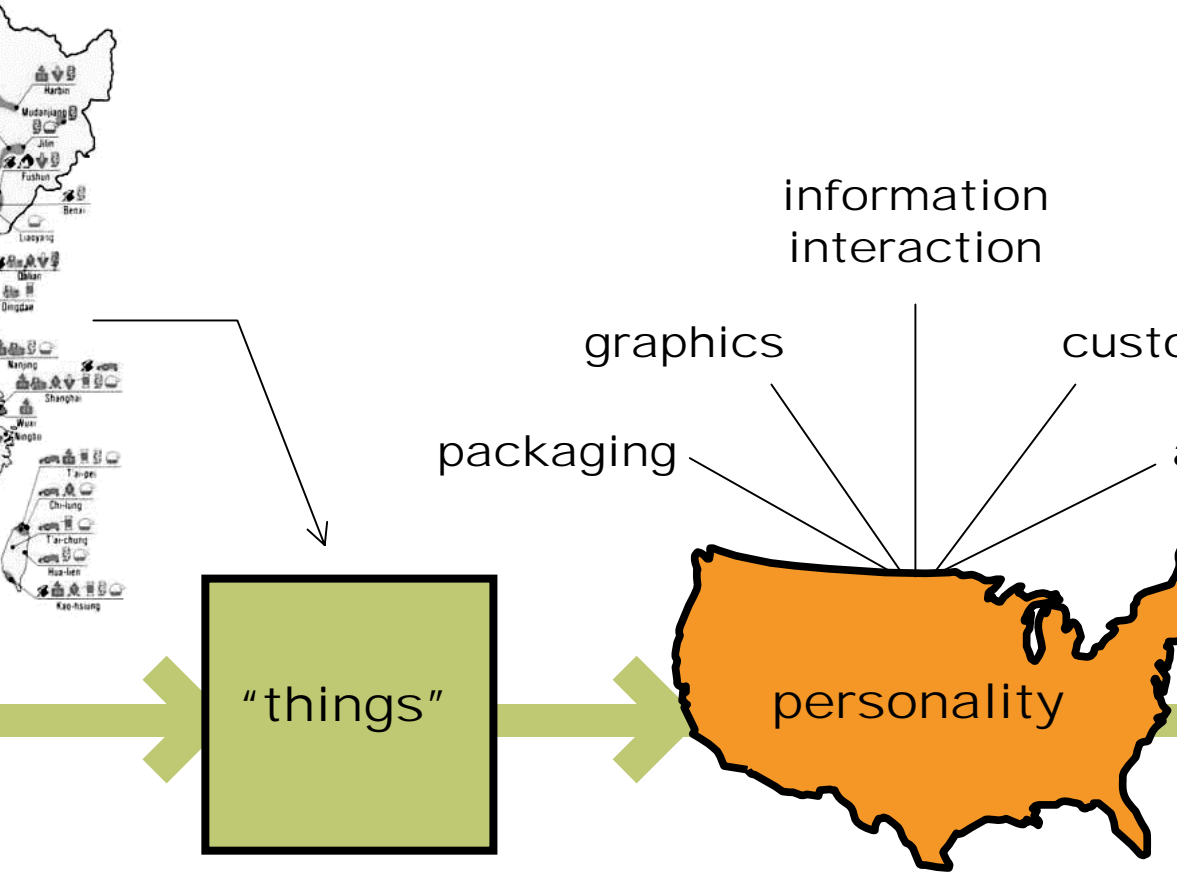 Harbin
Mudanjiang
Jilin
Fushun
Benxi
Liaoyang
Dalian
Qingdao
Nanjing
Shanghai
Wuxi
Ningbo
T'ai-pei
Chi-lung
T'ai-chung
Hua-lien
Kao-hsiung
information
interaction
graphics
custo
packaging
a
“things”
personality